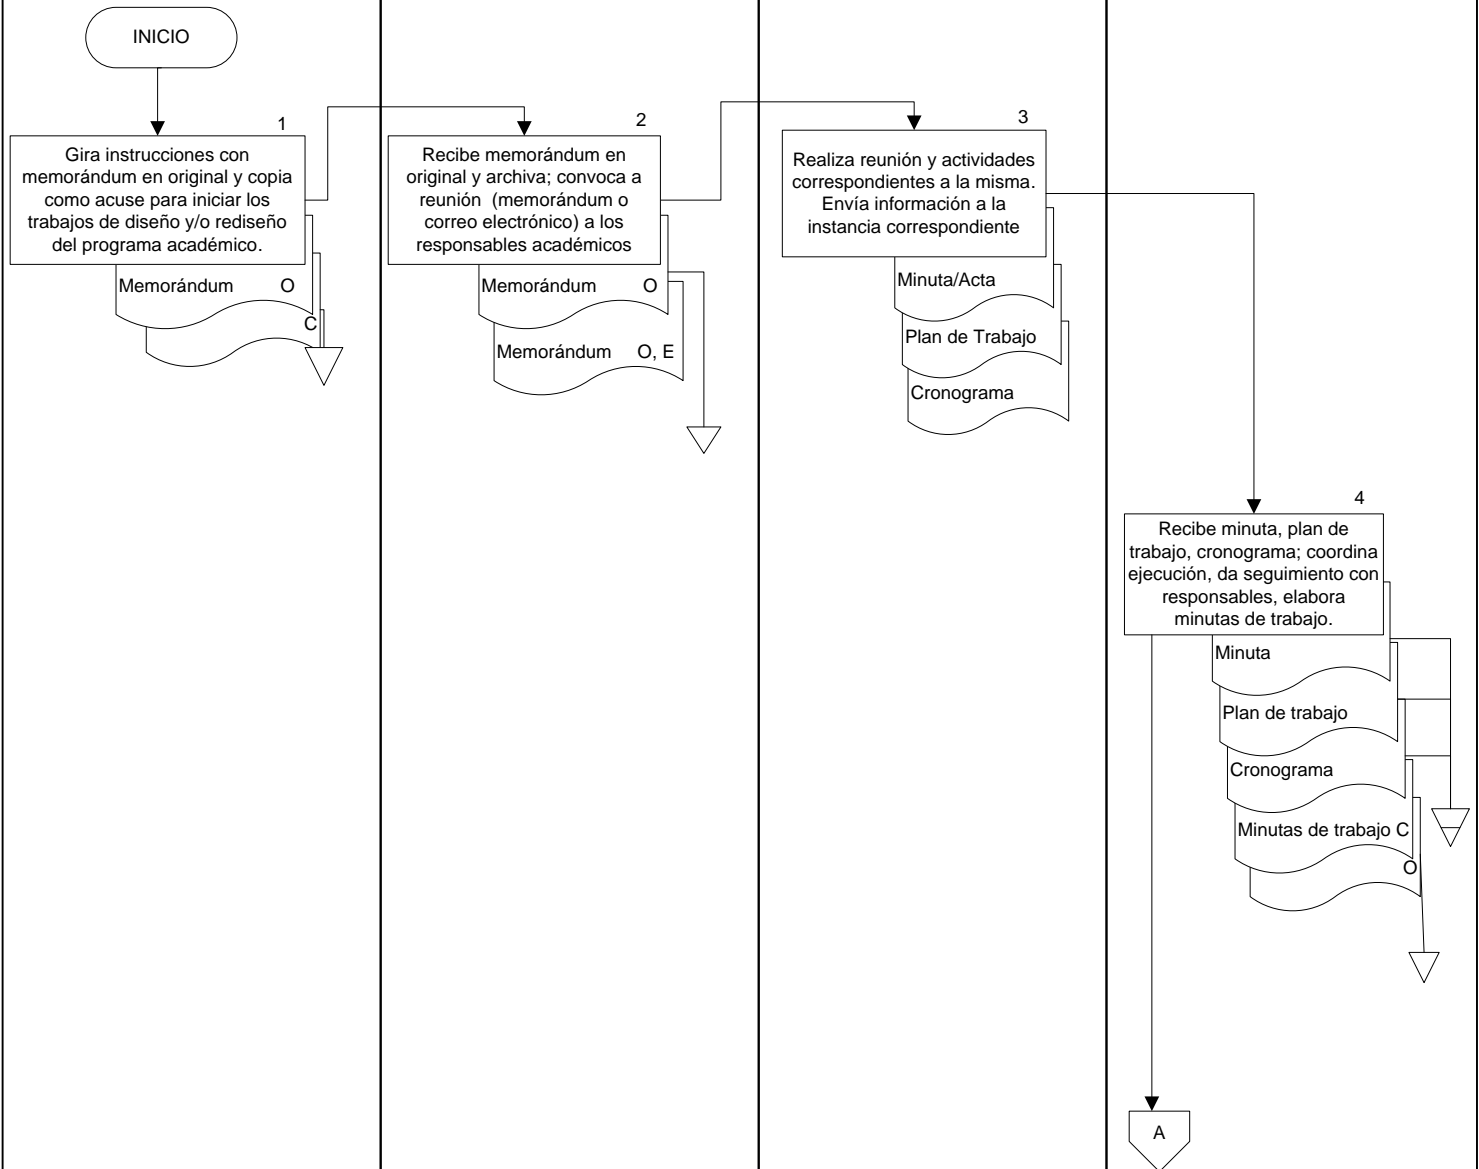 INICIO
1
Gira instrucciones con
memorándum en original y copia
como acuse para iniciar los
trabajos de diseño y/o rediseño
del programa académico.
Memorándum O
C
2
Recibe memorándum en
original y archiva; convoca a
reunión (memorándum o
correo electrónico) a los
responsables académicos
Memorándum O
Memorándum O, E
3
Realiza reunión y actividades
correspondientes a la misma.
Envía información a la
instancia correspondiente
Minuta/Acta
Plan de Trabajo
Cronograma
4
Recibe minuta, plan de
trabajo, cronograma; coordina
ejecución, da seguimiento con
responsables, elabora
minutas de trabajo.
Minuta
Plan de trabajo
Cronograma
Minutas de trabajo C
O
A